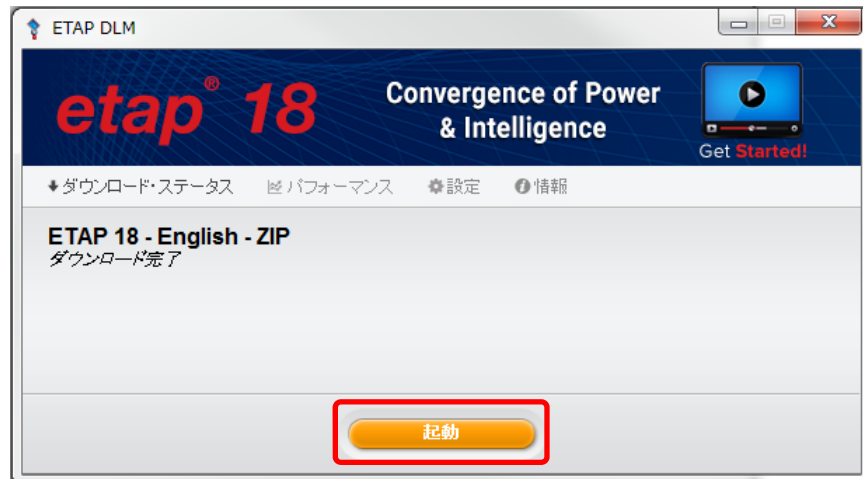 ETAP DLM
etap® 18
Convergence of Power
& Intelligence
Get Started!
ダウンロード・ステータス パフォーマンス 設定 情報
ETAP 18 - English - ZIP
ダウンロード完了
起動